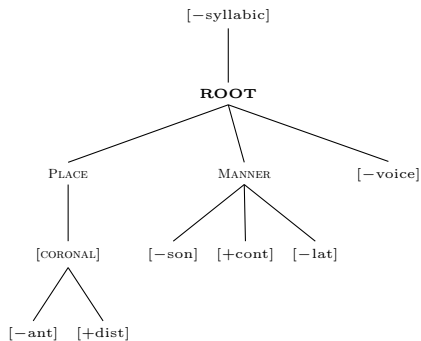 [−syllabic]
ROOT
Place Manner [−voice]
[coronal] [−son] [+cont] [−lat]
[−ant] [+dist]